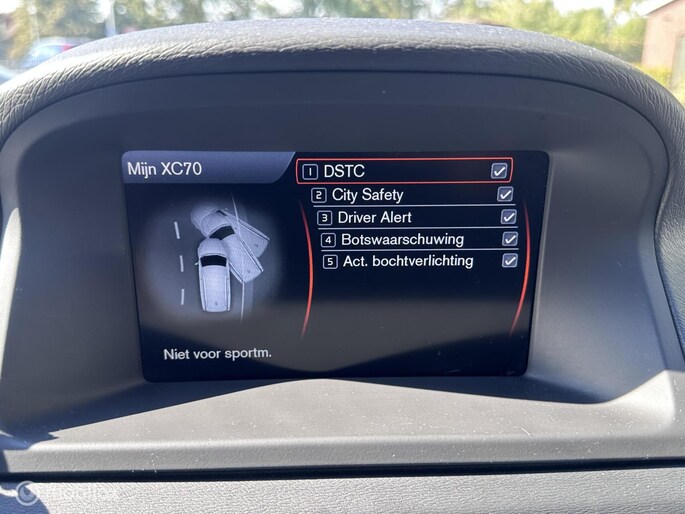 Mijn XC70
1 DSTC
2 City Safety
3 Driver Alert
4 Botswaarschuwing
5 Act. bochtverlichting
Niet voor sportm.